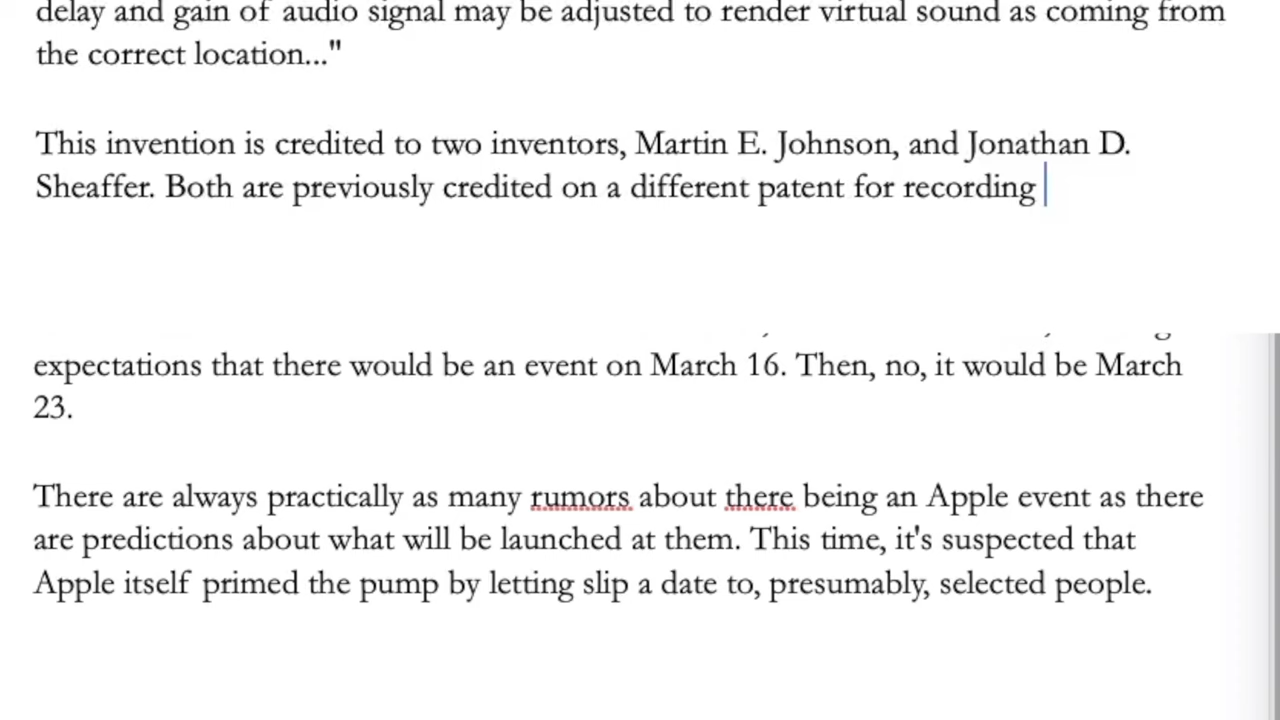 delay and gain of audio signal may be adjusted to render virtual sound as coming from
the correct location..."
This invention is credited to two inventors, Martin E. Johnson, and Jonathan D.
Sheaffer. Both are previously credited on a different patent for recording
expectations that there would be an event on March 16. Then, no, it would be March
23.
There are always practically as many rumors about there being an Apple event as there
are predictions about what will be launched at them. This time, it's suspected that
Apple itself primed the pump by letting slip a date to, presumably, selected people.